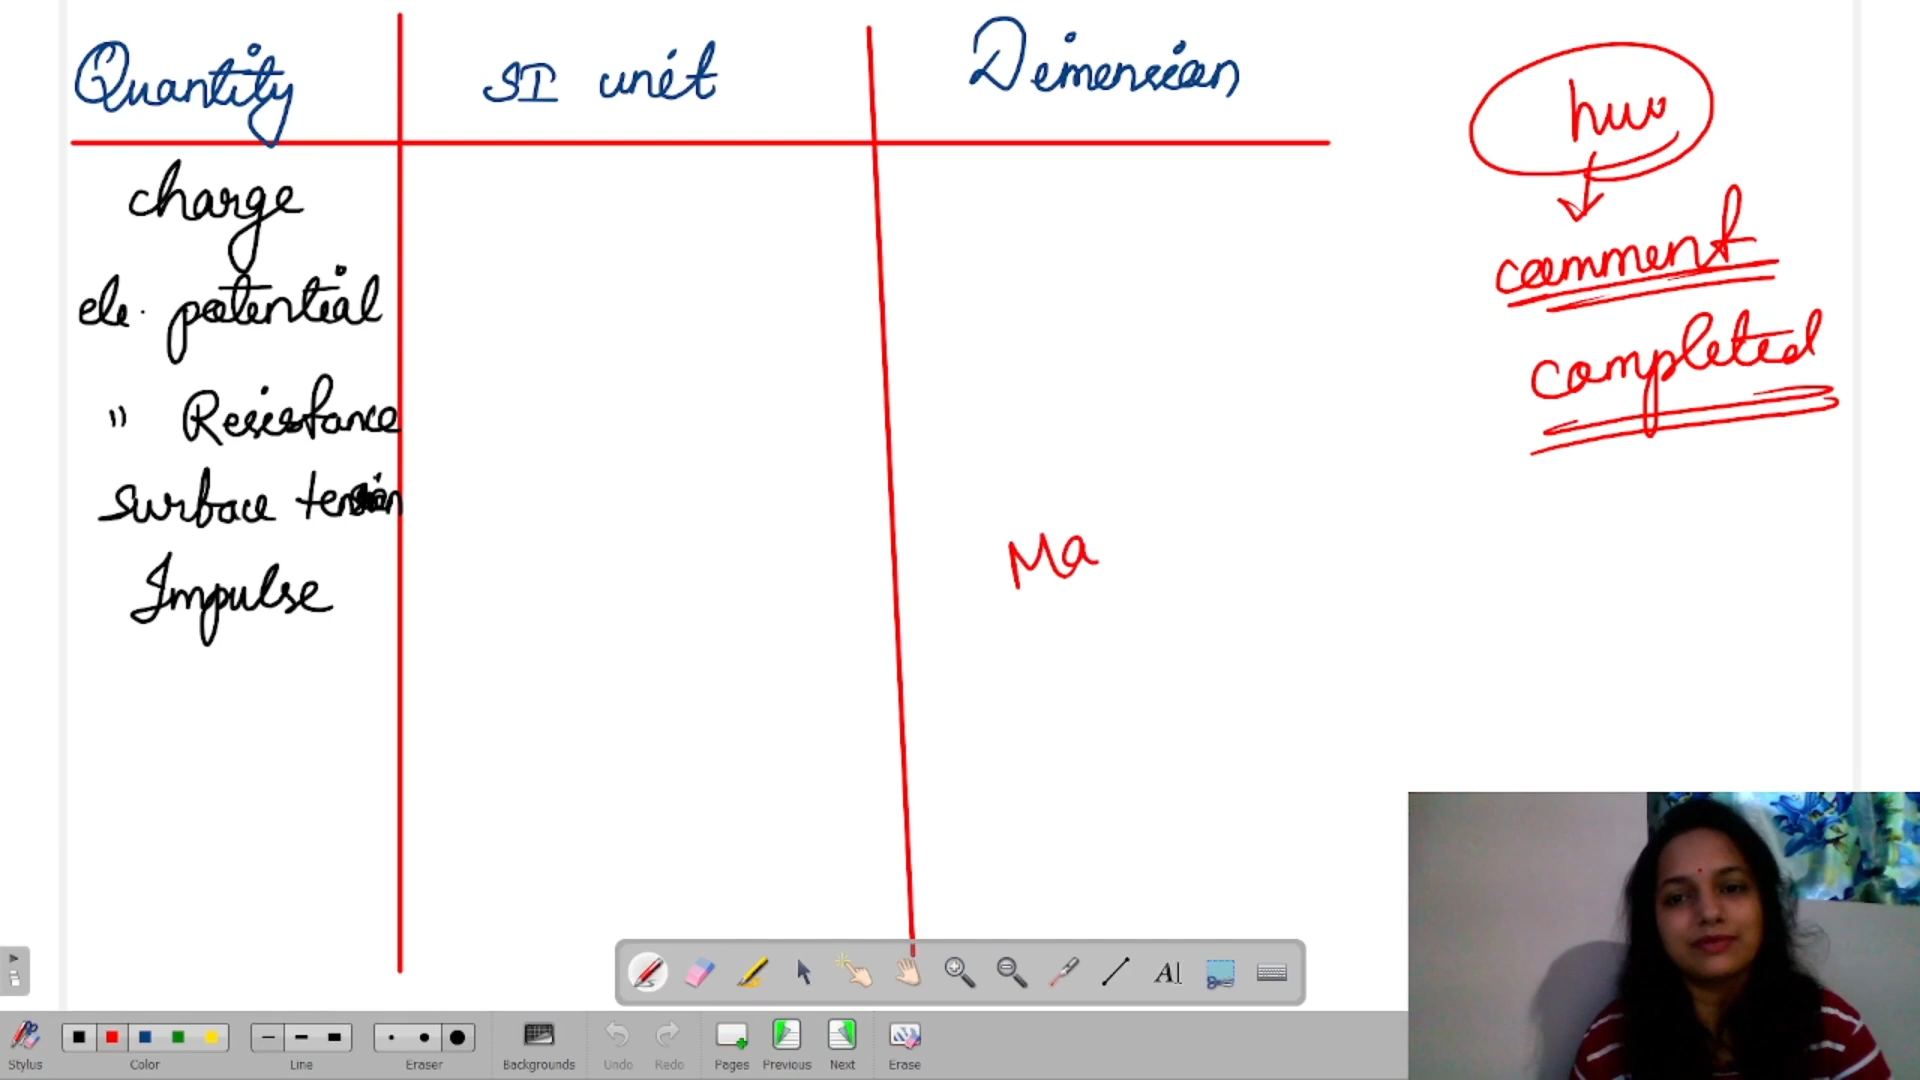 Quantity SI unit Dimension
charge
ele. potential
" Resistance
surface tension
Impulse
Ma
hw
comment
completed
AI
Stylus Color Line Eraser Backgrounds Undo Redo Pages Previous Next Erase